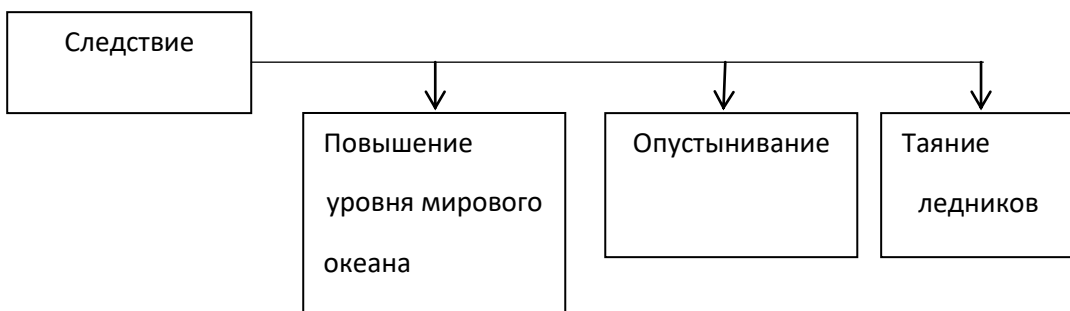 Следствие
Повышение
уровня мирового
океана
Опустынивание
Таяние
ледников